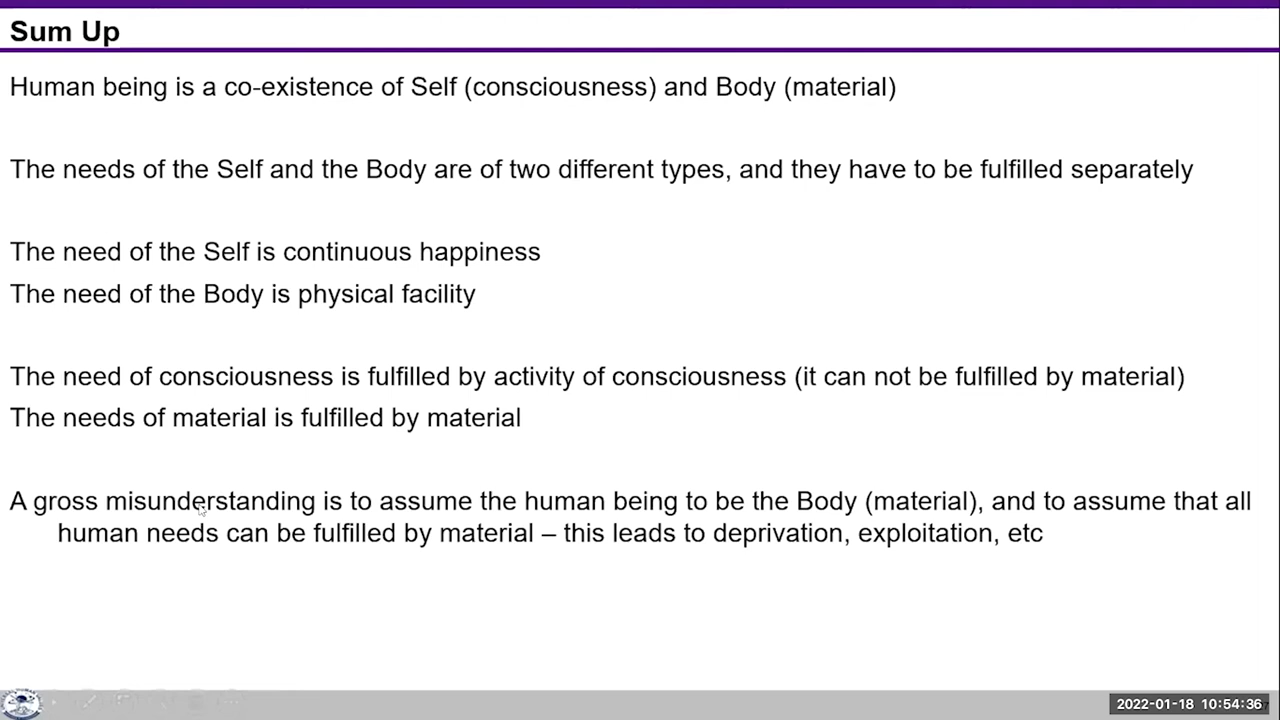 Sum Up
Human being is a co-existence of Self (consciousness) and Body (material)
The needs of the Self and the Body are of two different types, and they have to be fulfilled separately
The need of the Self is continuous happiness
The need of the Body is physical facility
The need of consciousness is fulfilled by activity of consciousness (it can not be fulfilled by material)
The needs of material is fulfilled by material
A gross misunderstanding is to assume the human being to be the Body (material), and to assume that all
human needs can be fulfilled by material – this leads to deprivation, exploitation, etc
2022-01-18 10:54:36